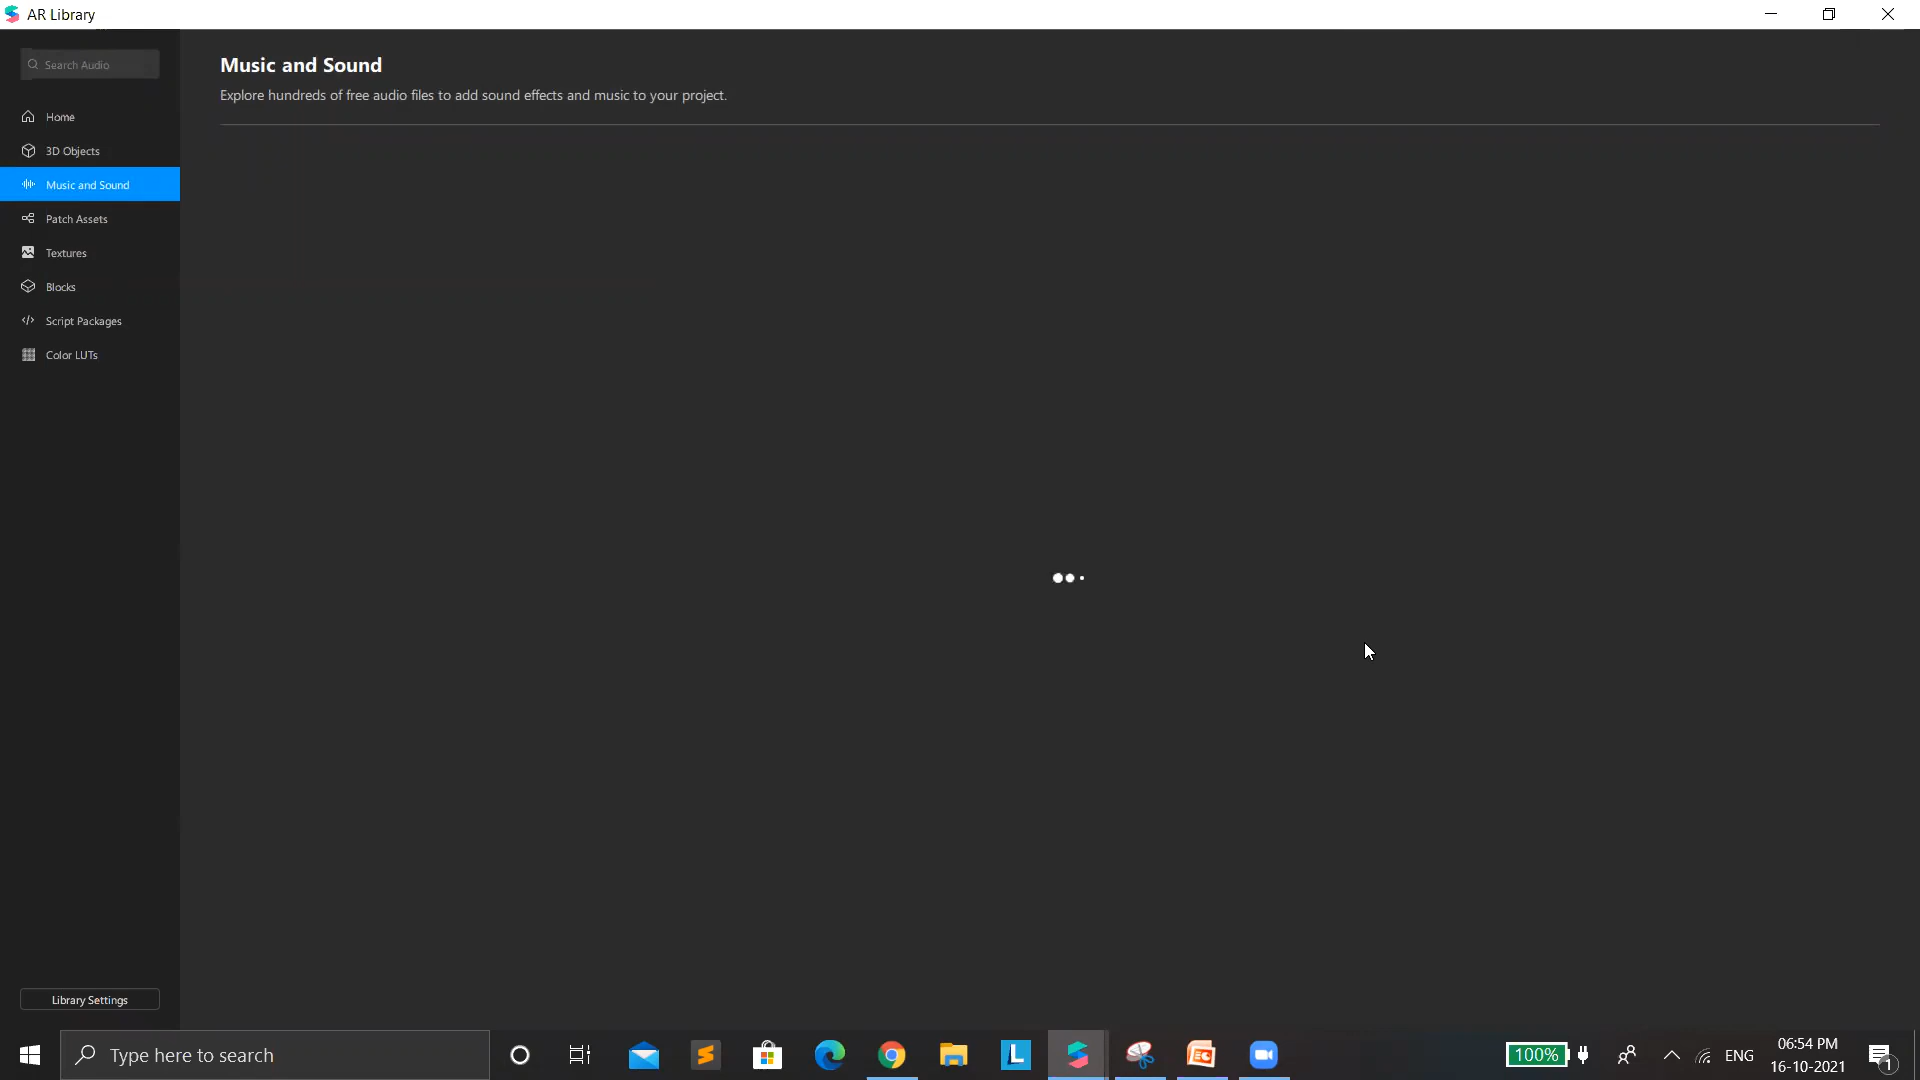 AR Library
Search Audio
Home
3D Objects
Music and Sound
Patch Assets
Textures
Blocks
Script Packages
Color LUTs
Library Settings
Music and Sound
Explore hundreds of free audio files to add sound effects and music to your project.
Type here to search
L
100%
ENG
06:54 PM
16-10-2021
1